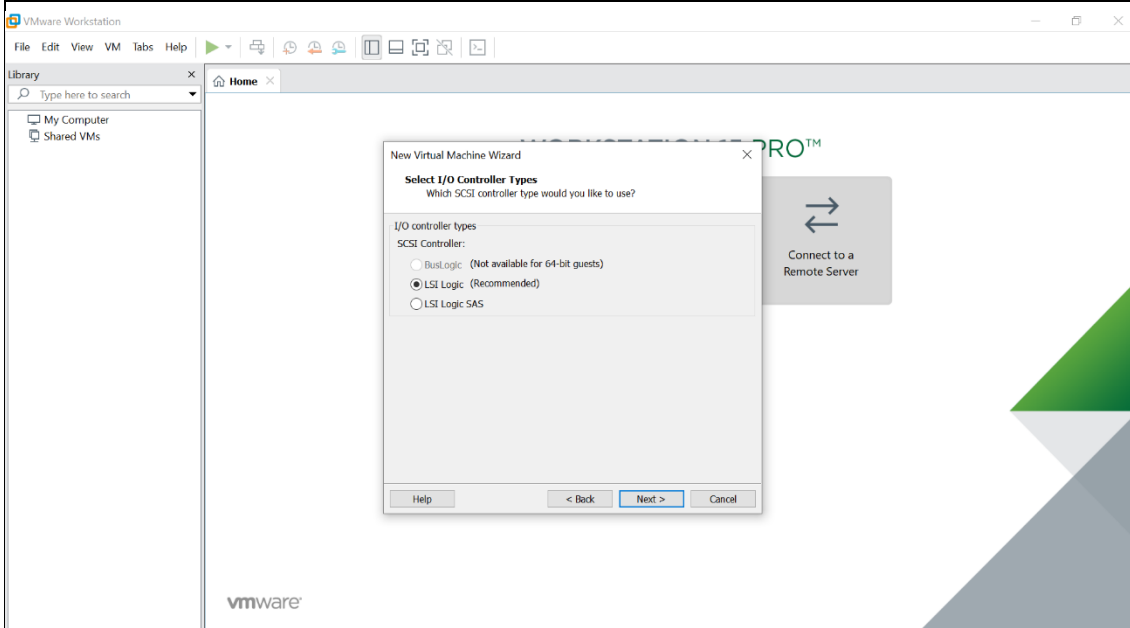 VMware Workstation
File Edit View VM Tabs Help
Library
Type here to search
My Computer
Shared VMs
Home
PRO™
New Virtual Machine Wizard
Select I/O Controller Types
Which SCSI controller type would you like to use?
I/O controller types
SCSI Controller:
BusLogic (Not available for 64-bit guests)
LSI Logic (Recommended)
LSI Logic SAS
Connect to a
Remote Server
Help < Back Next > Cancel
vmware